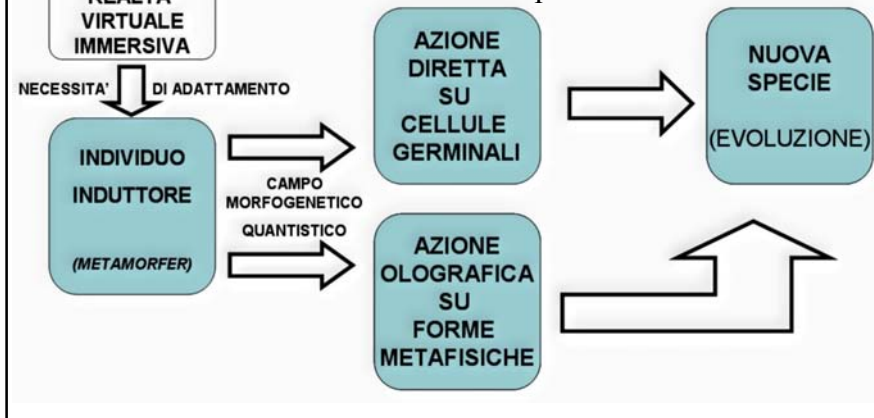 REALTA'
VIRTUALE
IMMERSIVA
NECESSITA' DI ADATTAMENTO
INDIVIDUO
INDUTTORE
(METAMORFER)
CAMPO
MORFOGENETICO
QUANTISTICO
AZIONE
DIRETTA
SU
CELLULE
GERMINALI
AZIONE
OLOGRAFICA
SU
FORME
METAFISICHE
NUOVA
SPECIE
(EVOLUZIONE)